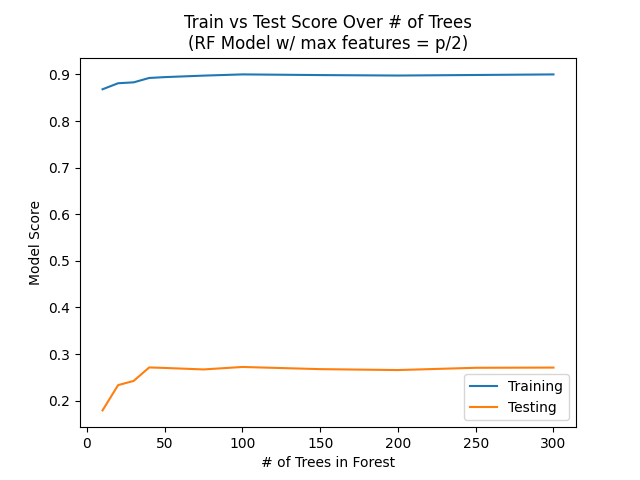 Train vs Test Score Over # of Trees
(RF Model w/ max features = p/2)
Model Score
0.9
0.8
0.7
0.6
0.5
0.4
0.3
0.2
Training
Testing
0 50 100 150 200 250 300
# of Trees in Forest